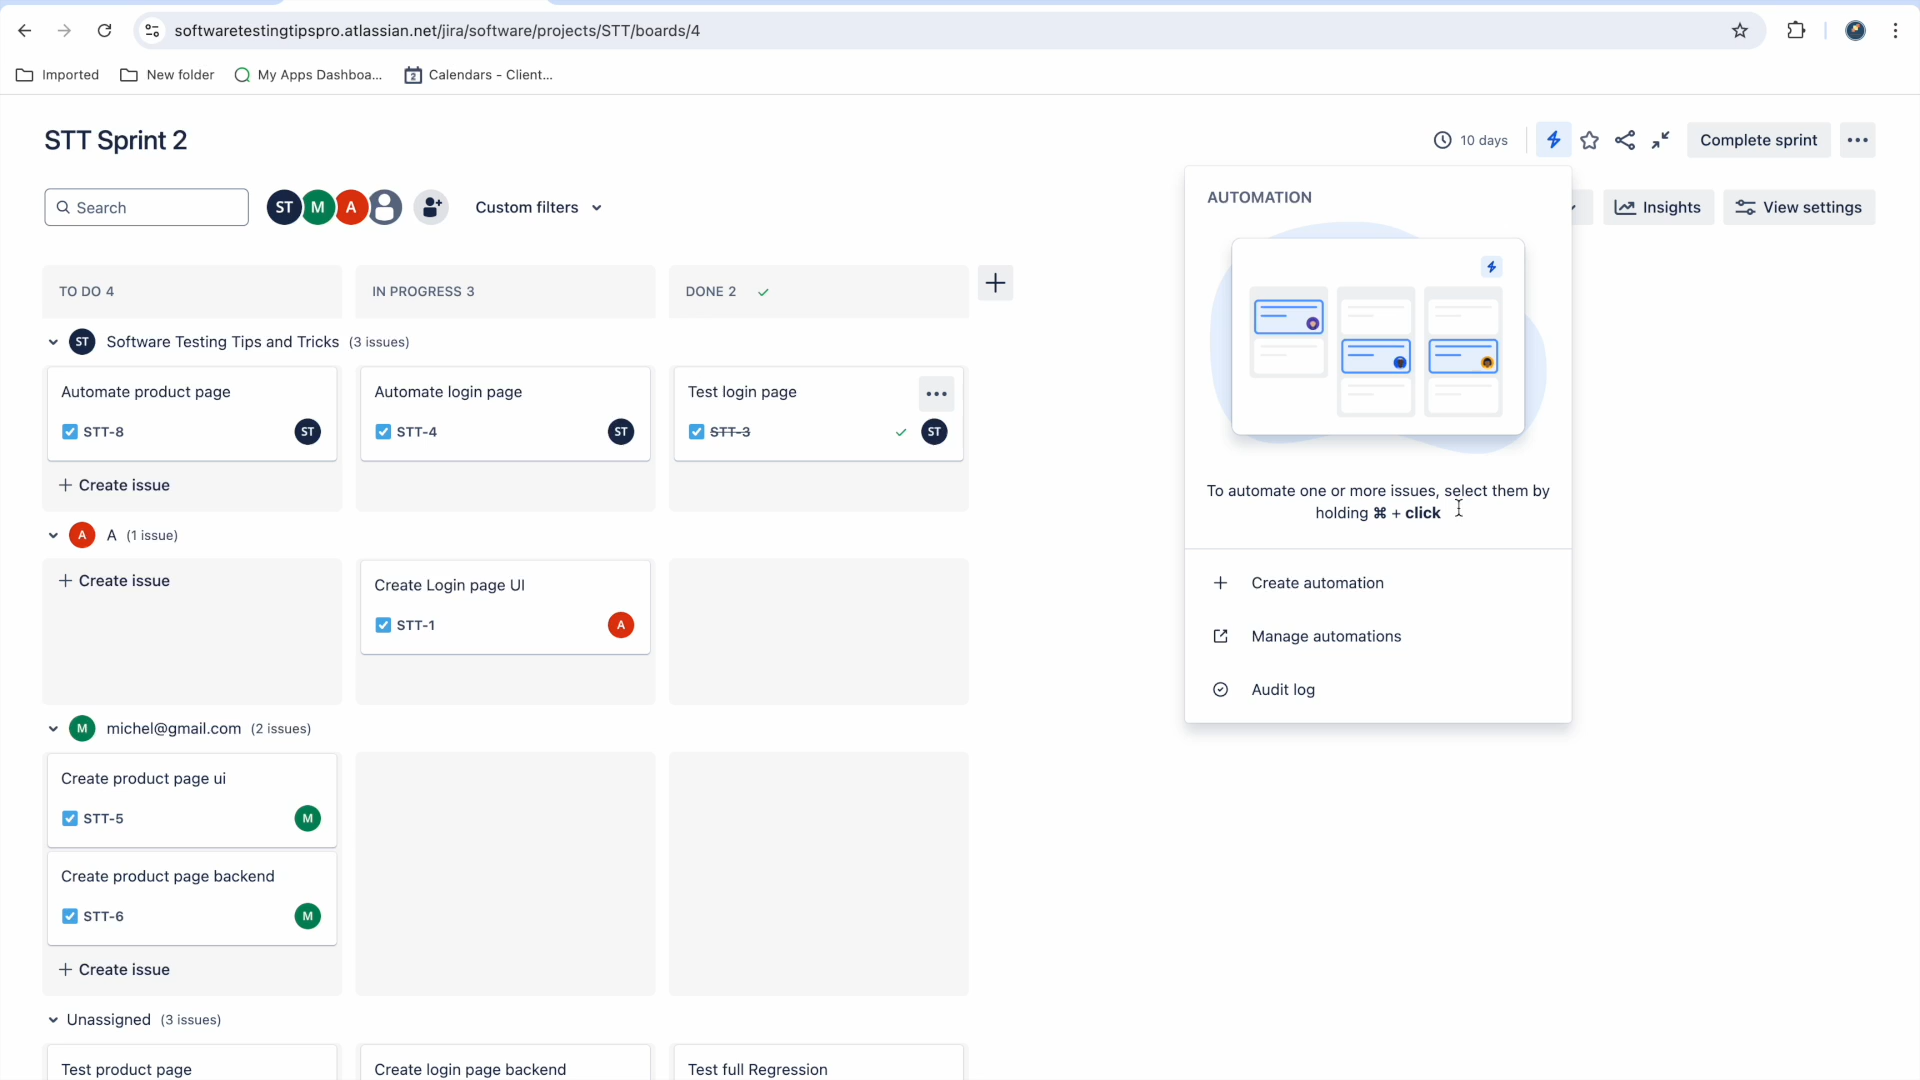 softwaretestingtipspro.atlassian.net/jira/software/projects/STT/boards/4
Imported
New folder
My Apps Dashboa...
2
Calendars - Client...
STT Sprint 2
10 days
Complete sprint
Search
ST
M
A
Custom filters
Insights
View settings
AUTOMATION
To automate one or more issues, select them by
holding ⌘ + click
Create automation
Manage automations
Audit log
TO DO 4
IN PROGRESS 3
DONE 2
ST Software Testing Tips and Tricks (3 issues)
Automate product page
STT-8
ST
Automate login page
STT-4
ST
Test login page
STT-3
ST
+ Create issue
A A (1 issue)
+ Create issue
Create Login page UI
STT-1
A
M michel@gmail.com (2 issues)
Create product page ui
STT-5
M
Create product page backend
STT-6
M
+ Create issue
Unassigned (3 issues)
Test product page
Create login page backend
Test full Regression